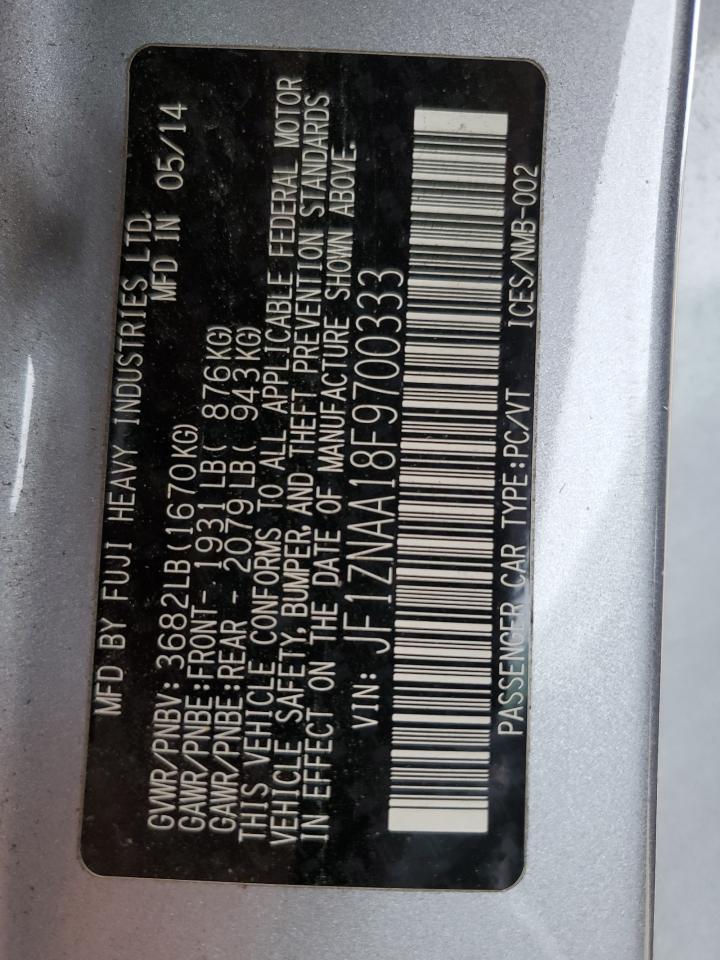 MFD BY FUJI HEAVY INDUSTRIES LTD.
MFD IN 05/14
GVWR/PNBV: 3682LB(1670KG)
GAWR/PNBE:FRONT- 1931 LB( 876KG)
GAWR/PNBE:REAR - 2079LB( 943KG)
THIS VEHICLE CONFORMS TO ALL APPLICABLE FEDERAL MOTOR
VEHICLE SAFETY, BUMPER, AND THEFT PREVENTION STANDARDS
IN EFFECT ON THE DATE OF MANUFACTURE SHOWN ABOVE.
VIN: JF1ZNAA18F9700333
PASSENGER CAR TYPE:PC/VT ICES/NMB-002